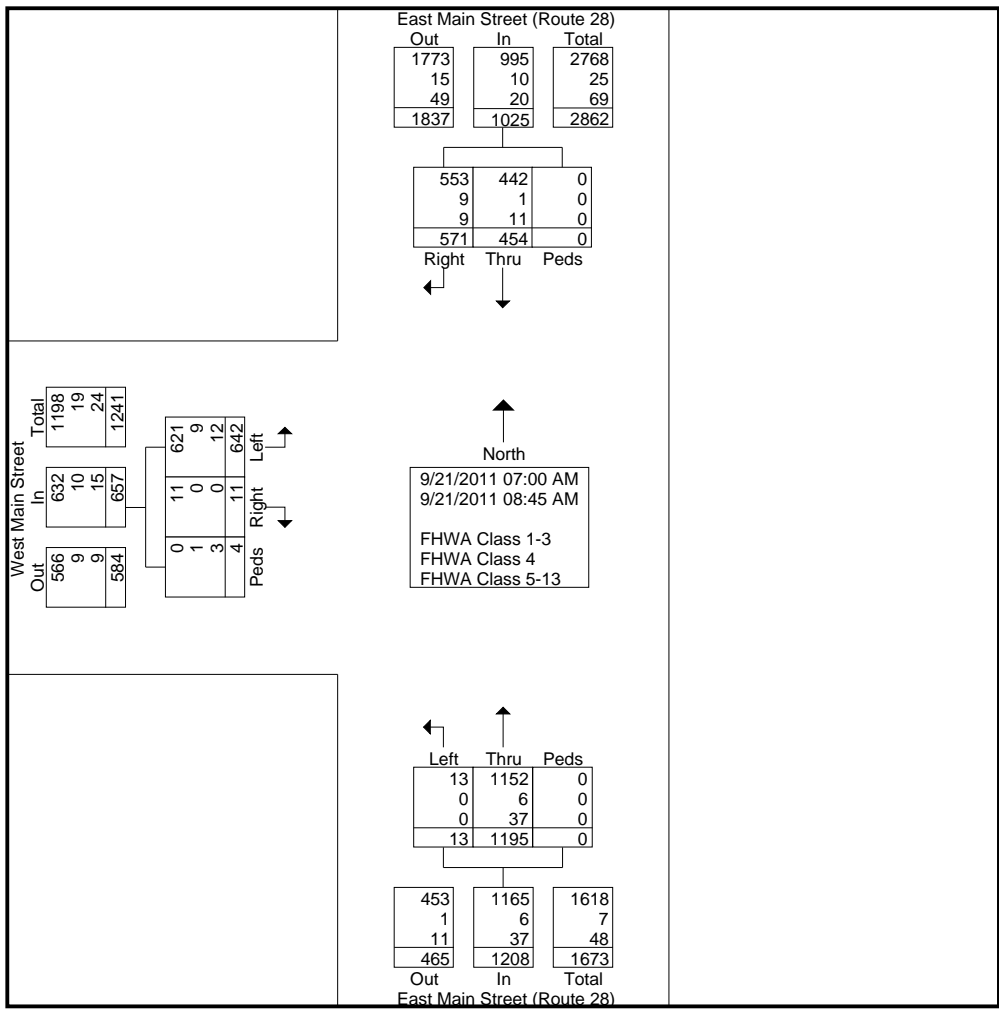 East Main Street (Route 28)
Out In Total
1773 995 2768
15 10 25
49 20 69
1837 1025 2862
553 442 0
9 1 0
9 11 0
571 454 0
Right Thru Peds
West Main Street
Total
1198 19 24 1241
In
632 10 15 657
Out
566 9 9 584
621 9 12 642
Left
11 0 0 11
Right
0 1 3 4
Peds
North
9/21/2011 07:00 AM
9/21/2011 08:45 AM
FHWA Class 1-3
FHWA Class 4
FHWA Class 5-13
Left Thru Peds
13 1152 0
0 6 0
0 37 0
13 1195 0
453 1165 1618
1 6 7
11 37 48
465 1208 1673
Out In Total
East Main Street (Route 28)